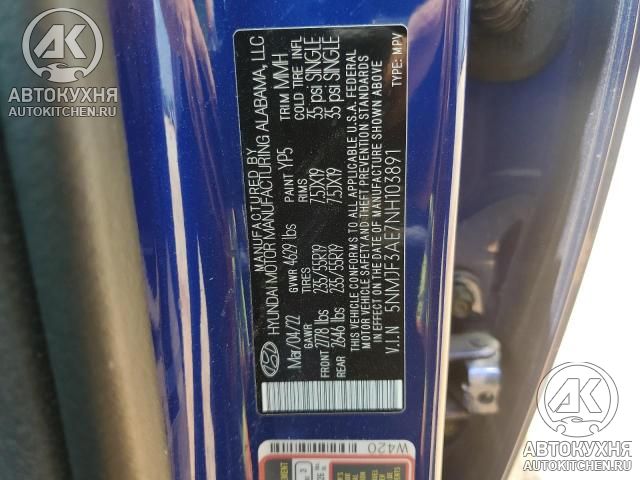 MANUFACTURED BY
HYUNDAI MOTOR MANUFACTURING ALABAMA, LLC
Mar/04/22 GVWR 4629 lbs PAINT YP5 TRIM MMH
GAWR TIRES RIMS COLD TIRE INFL
FRONT 2778 lbs 235/55R19 7.5JX19 35 psi SINGLE
REAR 2646 lbs 235/55R19 7.5JX19 35 psi SINGLE
THIS VEHICLE CONFORMS TO ALL APPLICABLE U.S.A. FEDERAL
MOTOR VEHICLE SAFETY AND THEFT PREVENTION STANDARDS
IN EFFECT ON THE DATE OF MANUFACTURE SHOWN ABOVE
V.I.N 5NMJF3AE7NH103891 TYPE: MPV
W420
AK
АВТОКУХНЯ
AUTOKITCHEN.RU
AK
АВТОКУХНЯ
AUTOKITCHEN.RU